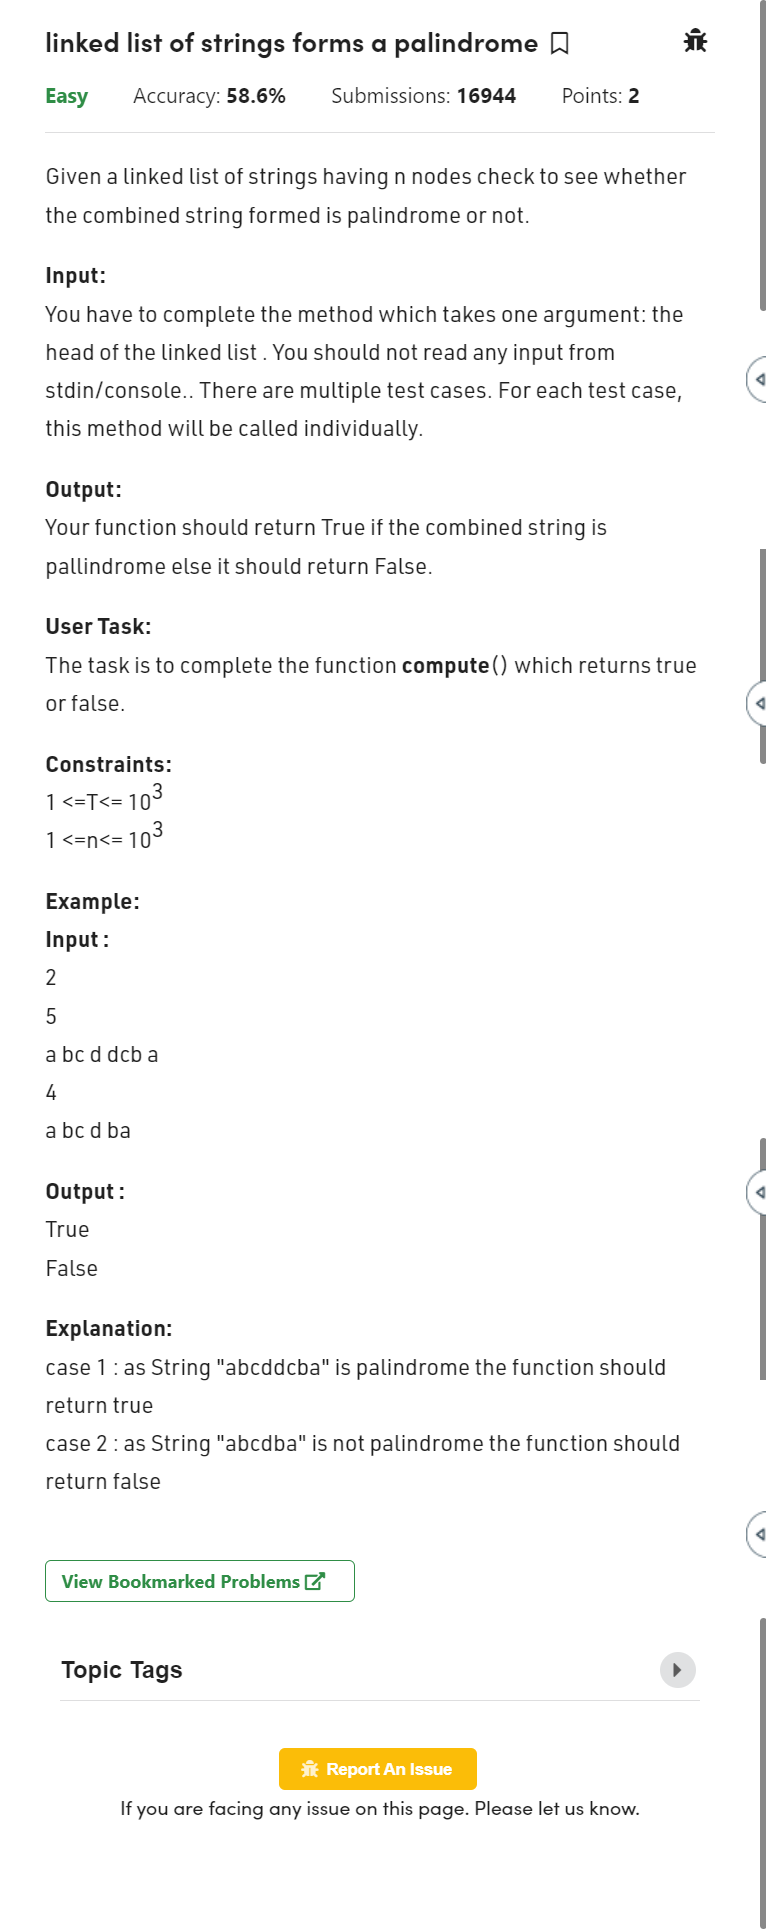 linked list of strings forms a palindrome
Easy Accuracy: 58.6% Submissions: 16944 Points: 2
Given a linked list of strings having n nodes check to see whether
the combined string formed is palindrome or not.
Input:
You have to complete the method which takes one argument: the
head of the linked list . You should not read any input from
stdin/console.. There are multiple test cases. For each test case,
this method will be called individually.
Output:
Your function should return True if the combined string is
pallindrome else it should return False.
User Task:
The task is to complete the function compute() which returns true
or false.
Constraints:
1 <=T<= 10³
1 <=n<= 10³
Example:
Input :
2
5
a bc d dcb a
4
a bc d ba
Output :
True
False
Explanation:
case 1 : as String "abcddcba" is palindrome the function should
return true
case 2 : as String "abcdba" is not palindrome the function should
return false
View Bookmarked Problems
Topic Tags
Report An Issue
If you are facing any issue on this page. Please let us know.